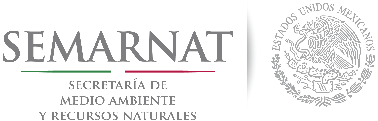 SEMARNAT
SECRETARÍA DE
MEDIO AMBIENTE
Y RECURSOS NATURALES
ESTADOS UNIDOS MEXICANOS